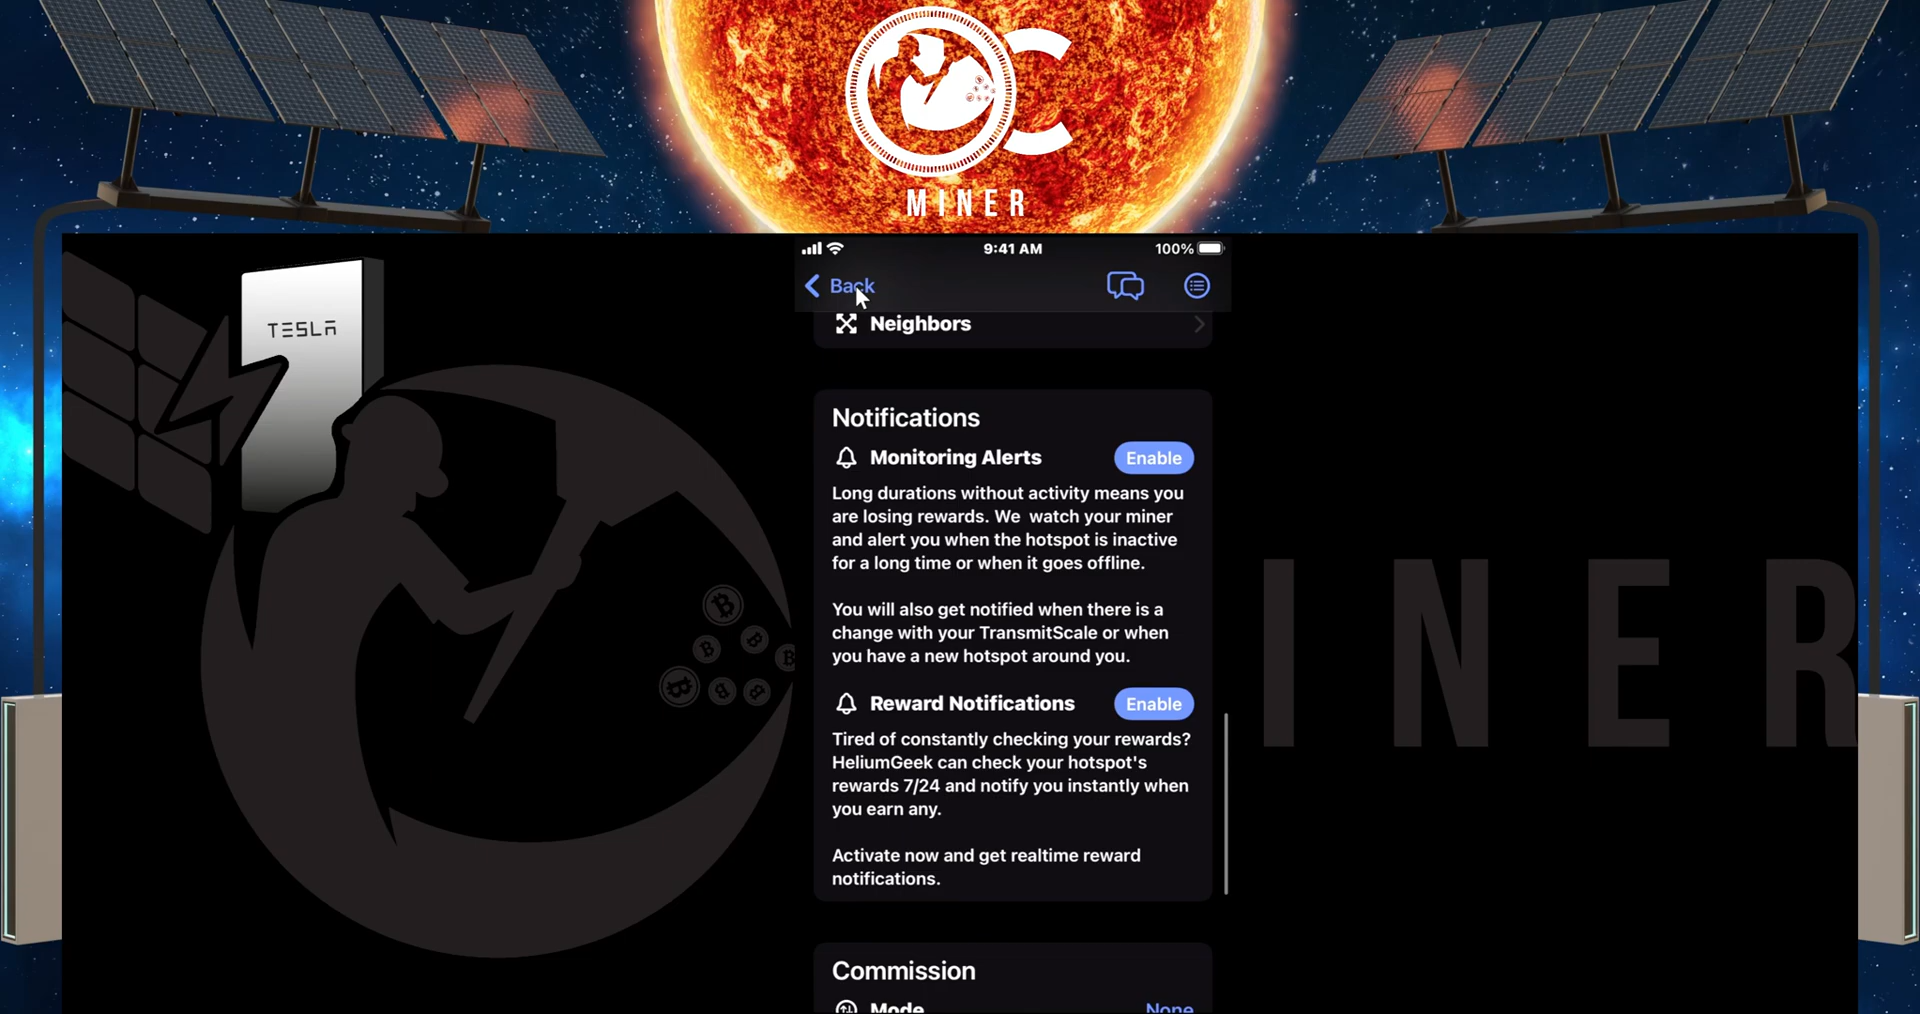 MINER
9:41 AM
100%
Back
TESLA
Neighbors
Notifications
Monitoring Alerts
Enable
Long durations without activity means you
are losing rewards. We watch your miner
and alert you when the hotspot is inactive
for a long time or when it goes offline.
You will also get notified when there is a
change with your TransmitScale or when
you have a new hotspot around you.
INER
Reward Notifications
Enable
Tired of constantly checking your rewards?
HeliumGeek can check your hotspot's
rewards 7/24 and notify you instantly when
you earn any.
Activate now and get realtime reward
notifications.
Commission
Mode
None